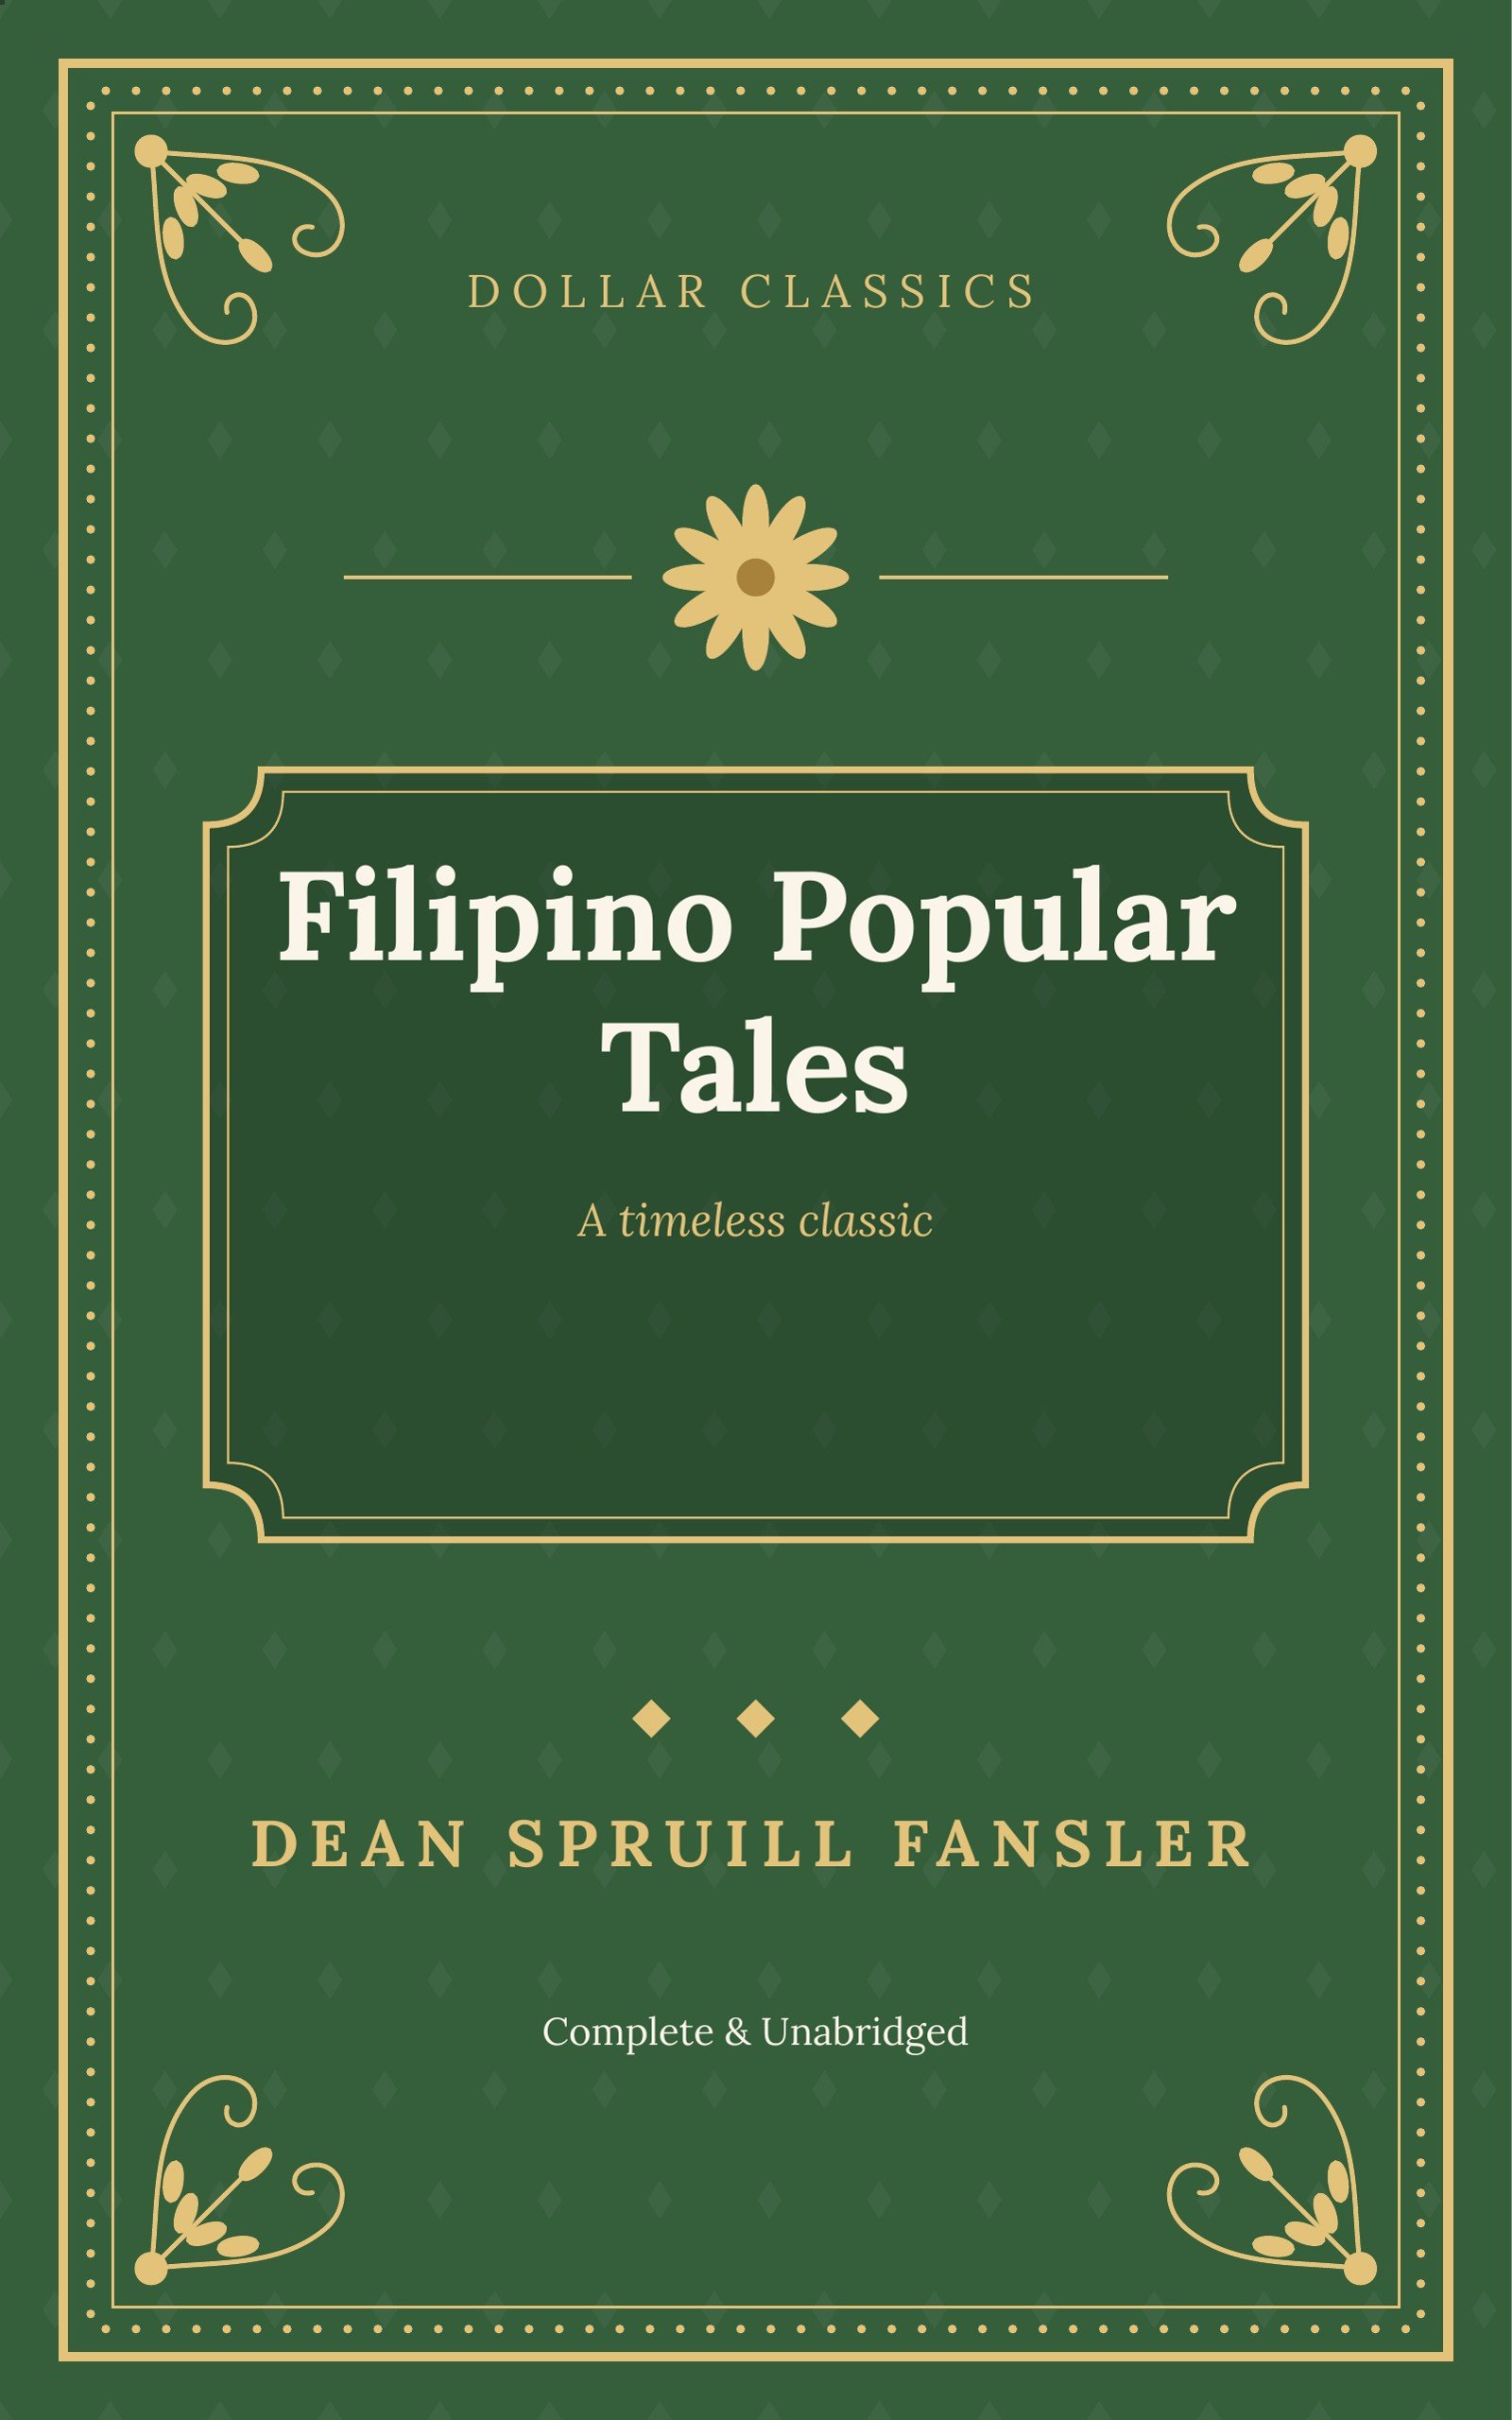 DOLLAR CLASSICS
Filipino Popular
Tales
A timeless classic
DEAN SPRUILL FANSLER
Complete & Unabridged